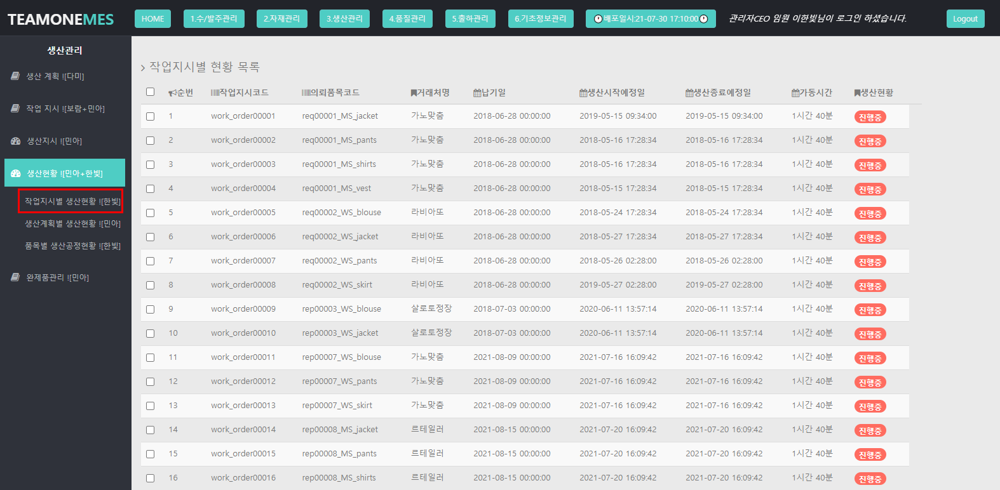 TEAMONEMES HOME 1.수/발주관리 2.자재관리 3.생산관리 4.품질관리 5.출하관리 6.기초정보관리 배포일시:21-07-30 17:10:00 관리자CEO 임원 이한빛님이 로그인 하셨습니다. Logout
생산관리
생산 계획 ![다미]
작업 지시 ![보람+민아]
생산지시 ![민아]
생산현황 ![민아+한빛]
작업지시별 생산현황 ![한빛]
생산계획별 생산현황 ![민아]
품목별 생산공정현황 ![한빛]
완제품관리 ![민아]
> 작업지시별 현황 목록
순번 작업지시코드 의뢰품목코드 거래처명 납기일 생산시작예정일 생산종료예정일 가동시간 생산현황
1 work_order00001 req00001_MS_jacket 가노맞춤 2018-06-28 00:00:00 2019-05-15 09:34:00 2019-05-15 09:34:00 1시간 40분 진행중
2 work_order00002 req00001_MS_pants 가노맞춤 2018-06-28 00:00:00 2018-05-16 17:28:34 2018-05-16 17:28:34 1시간 40분 진행중
3 work_order00003 req00001_MS_shirts 가노맞춤 2018-06-28 00:00:00 2018-05-16 17:28:34 2018-05-16 17:28:34 1시간 40분 진행중
4 work_order00004 req00001_MS_vest 가노맞춤 2018-06-28 00:00:00 2018-05-15 17:28:34 2018-05-15 17:28:34 1시간 40분 진행중
5 work_order00005 req00002_WS_blouse 라비아또 2018-06-28 00:00:00 2018-05-24 17:28:34 2018-05-24 17:28:34 1시간 40분 진행중
6 work_order00006 req00002_WS_jacket 라비아또 2018-06-28 00:00:00 2018-05-27 17:28:34 2018-05-27 17:28:34 1시간 40분 진행중
7 work_order00007 req00002_WS_pants 라비아또 2018-06-28 00:00:00 2018-05-26 02:28:00 2018-05-26 02:28:00 1시간 40분 진행중
8 work_order00008 req00002_WS_skirt 라비아또 2018-06-28 00:00:00 2019-05-27 02:28:00 2019-05-27 02:28:00 1시간 40분 진행중
9 work_order00009 rep00003_WS_blouse 살로토정장 2018-07-03 00:00:00 2020-06-11 13:57:14 2020-06-11 13:57:14 1시간 40분 진행중
10 work_order00010 rep00003_WS_jacket 살로토정장 2018-07-03 00:00:00 2020-06-11 13:57:14 2020-06-11 13:57:14 1시간 40분 진행중
11 work_order00011 rep00007_WS_blouse 가노맞춤 2021-08-09 00:00:00 2021-07-16 16:09:42 2021-07-16 16:09:42 1시간 40분 진행중
12 work_order00012 rep00007_WS_pants 가노맞춤 2021-08-09 00:00:00 2021-07-16 16:09:42 2021-07-16 16:09:42 1시간 40분 진행중
13 work_order00013 rep00007_WS_skirt 가노맞춤 2021-08-09 00:00:00 2021-07-16 16:09:42 2021-07-16 16:09:42 1시간 40분 진행중
14 work_order00014 rep00008_MS_jacket 르테일러 2021-08-15 00:00:00 2021-07-20 16:09:42 2021-07-20 16:09:42 1시간 40분 진행중
15 work_order00015 rep00008_MS_pants 르테일러 2021-08-15 00:00:00 2021-07-20 16:09:42 2021-07-20 16:09:42 1시간 40분 진행중
16 work_order00016 rep00008_MS_shirts 르테일러 2021-08-15 00:00:00 2021-07-20 16:09:42 2021-07-20 16:09:42 1시간 40분 진행중